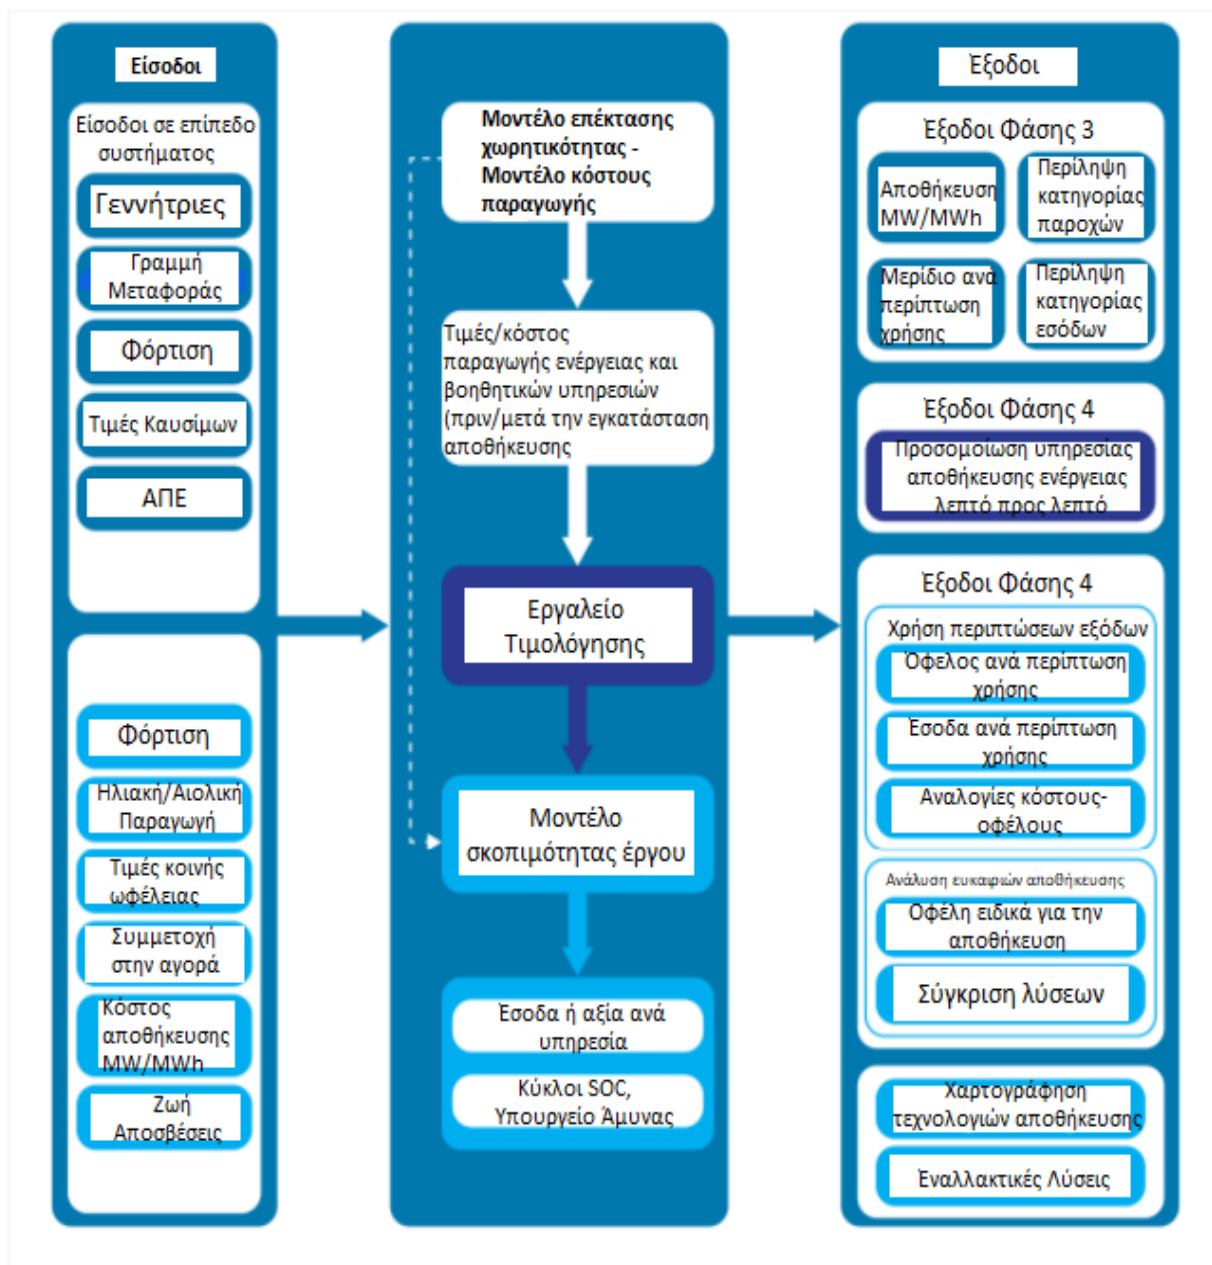 Είσοδοι
Είσοδοι σε επίπεδο
συστήματος
Γεννήτριες
Γραμμή
Μεταφοράς
Φόρτιση
Τιμές Καυσίμων
ΑΠΕ
Φόρτιση
Ηλιακή/Αιολική
Παραγωγή
Τιμές κοινής
ωφέλειας
Συμμετοχή
στην αγορά
Κόστος
αποθήκευσης
MW/MWh
Ζωή
Αποσβέσεις
Μοντέλο επέκτασης
χωρητικότητας -
Μοντέλο κόστους
παραγωγής
Τιμές/κόστος
παραγωγής ενέργειας και
βοηθητικών υπηρεσιών
(πριν/μετά την εγκατάσταση
αποθήκευσης
Εργαλείο
Τιμολόγησης
Μοντέλο
σκοπιμότητας έργου
Έσοδα ή αξία ανά
υπηρεσία
Κύκλοι SOC,
Υπουργείο Άμυνας
Έξοδοι
Έξοδοι Φάσης 3
Αποθήκευση
MW/MWh
Περίληψη
κατηγορίας
παροχών
Μερίδιο ανά
περίπτωση
χρήσης
Περίληψη
κατηγορίας
εσόδων
Έξοδοι Φάσης 4
Προσομοίωση υπηρεσίας
αποθήκευσης ενέργειας
λεπτό προς λεπτό
Έξοδοι Φάσης 4
Χρήση περιπτώσεων εξόδων
Όφελος ανά περίπτωση
χρήσης
Έσοδα ανά περίπτωση
χρήσης
Αναλογίες κόστους-
οφέλους
Ανάλυση ευκαιριών αποθήκευσης
Οφέλη ειδικά για την
αποθήκευση
Σύγκριση λύσεων
Χαρτογράφηση
τεχνολογιών αποθήκευσης
Εναλλακτικές Λύσεις